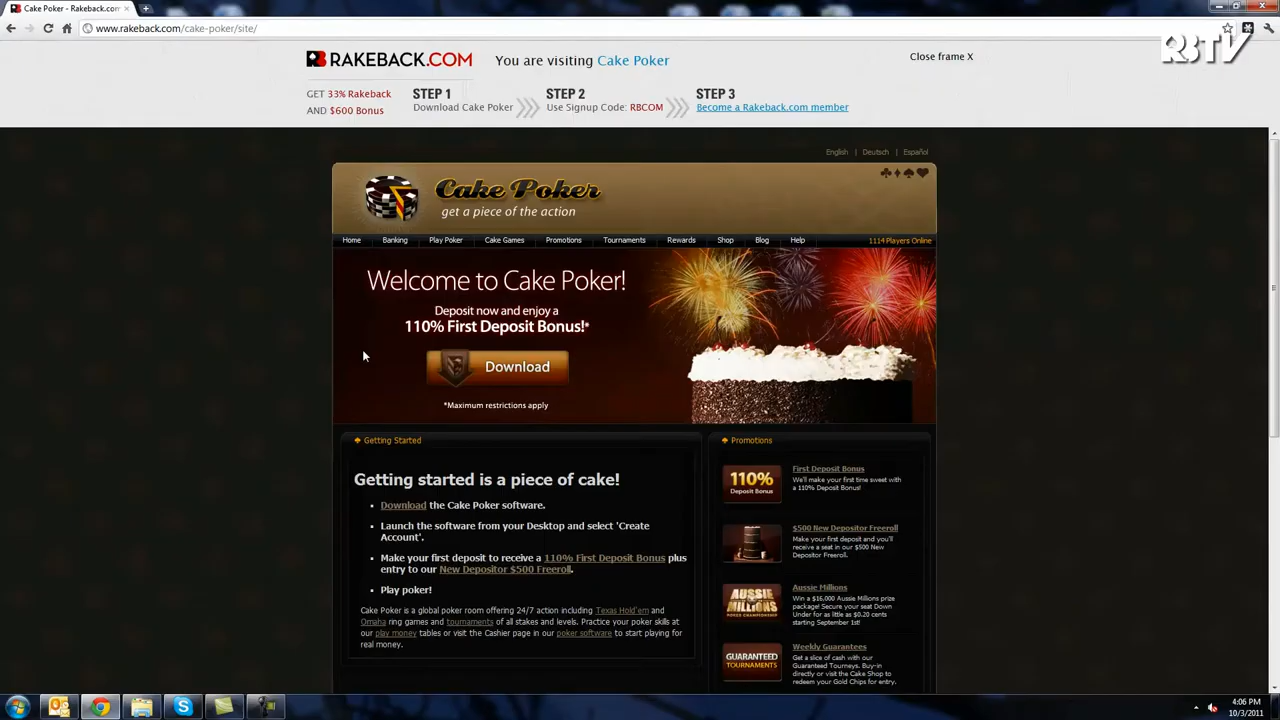 Cake Poker - Rakeback.com
www.rakeback.com/cake-poker/site/
RBTV
RAKEBACK.COM
You are visiting Cake Poker
Close frame X
GET 33% Rakeback
AND $600 Bonus
STEP 1
Download Cake Poker
STEP 2
Use Signup Code: RBCOM
STEP 3
Become a Rakeback.com member
English | Deutsch | Español
Cake Poker
get a piece of the action
Home Banking Play Poker Cake Games Promotions Tournaments Rewards Shop Blog Help 1114 Players Online
Welcome to Cake Poker!
Deposit now and enjoy a
110% First Deposit Bonus!*
Download
*Maximum restrictions apply
Getting Started
Getting started is a piece of cake!
• Download the Cake Poker software.
• Launch the software from your Desktop and select 'Create
Account'.
• Make your first deposit to receive a 110% First Deposit Bonus plus
entry to our New Depositor $500 Freeroll.
• Play poker!
Cake Poker is a global poker room offering 24/7 action including Texas Hold'em and
Omaha ring games and tournaments of all stakes and levels. Practice your poker skills at
our play money tables or visit the Cashier page in our poker software to start playing for
real money.
Promotions
110%
Deposit Bonus
First Deposit Bonus
We'll make your first time sweet with
a 110% Deposit Bonus!
$500 New Depositor Freeroll
Make your first deposit and you'll
receive a seat in our $500 New
Depositor Freeroll.
AUSSIE
MILLIONS
POKER CHAMPIONSHIP
Aussie Millions
Win a $16,000 Aussie Millions prize
package! Secure your seat Down
Under for as little as $0.20 cents
starting September 1st!
GUARANTEED
TOURNAMENTS
Weekly Guarantees
Get a slice of cash with our
Guaranteed Tourneys. Buy-in
directly or visit the Cake Shop to
redeem your Gold Chips for entry.
4:06 PM
10/3/2011